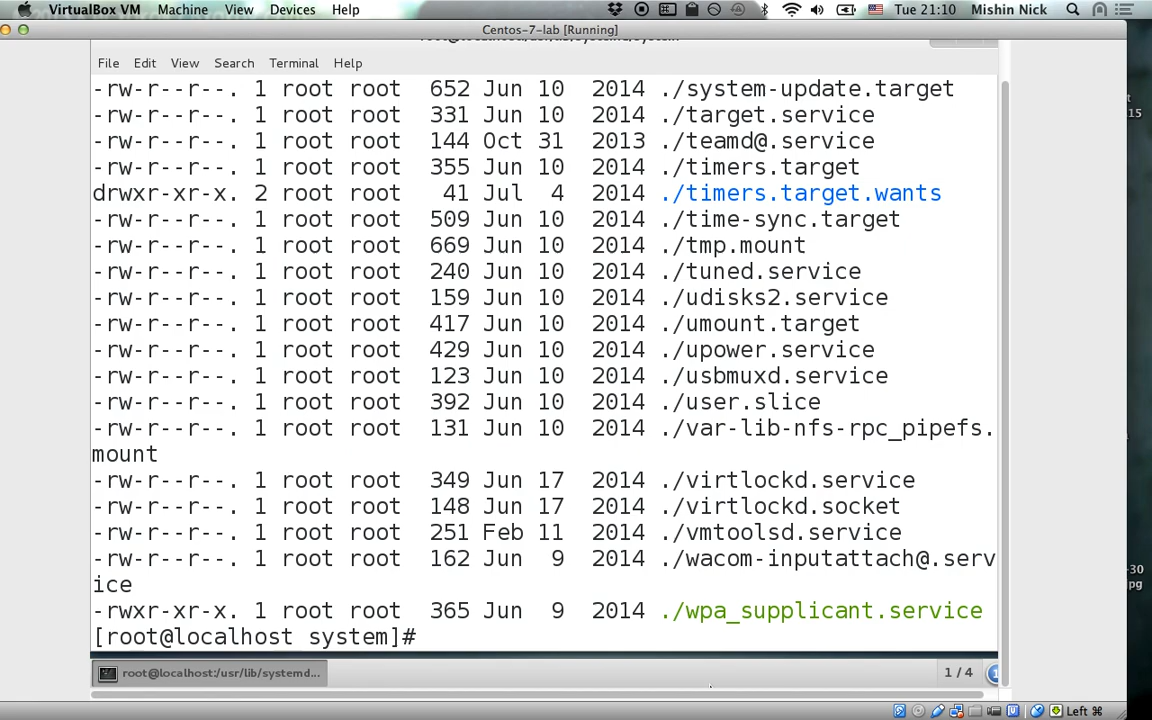 VirtualBox VM Machine View Devices Help Tue 21:10 Mishin Nick
Centos-7-lab [Running]
File Edit View Search Terminal Help
-rw-r--r--. 1 root root 652 Jun 10 2014 ./system-update.target
-rw-r--r--. 1 root root 331 Jun 10 2014 ./target.service
-rw-r--r--. 1 root root 144 Oct 31 2013 ./teamd@.service
-rw-r--r--. 1 root root 355 Jun 10 2014 ./timers.target
drwxr-xr-x. 2 root root 41 Jul 4 2014 ./timers.target.wants
-rw-r--r--. 1 root root 509 Jun 10 2014 ./time-sync.target
-rw-r--r--. 1 root root 669 Jun 10 2014 ./tmp.mount
-rw-r--r--. 1 root root 240 Jun 10 2014 ./tuned.service
-rw-r--r--. 1 root root 159 Jun 10 2014 ./udisks2.service
-rw-r--r--. 1 root root 417 Jun 10 2014 ./umount.target
-rw-r--r--. 1 root root 429 Jun 10 2014 ./upower.service
-rw-r--r--. 1 root root 123 Jun 10 2014 ./usbmuxd.service
-rw-r--r--. 1 root root 392 Jun 10 2014 ./user.slice
-rw-r--r--. 1 root root 131 Jun 10 2014 ./var-lib-nfs-rpc_pipefs.
mount
-rw-r--r--. 1 root root 349 Jun 17 2014 ./virtlockd.service
-rw-r--r--. 1 root root 148 Jun 17 2014 ./virtlockd.socket
-rw-r--r--. 1 root root 251 Feb 11 2014 ./vmtoolsd.service
-rw-r--r--. 1 root root 162 Jun 9 2014 ./wacom-inputattach@.serv
ice
-rwxr-xr-x. 1 root root 365 Jun 9 2014 ./wpa_supplicant.service
[root@localhost system]#
root@localhost:/usr/lib/systemd... 1 / 4
Left ⌘
15
-30
pg